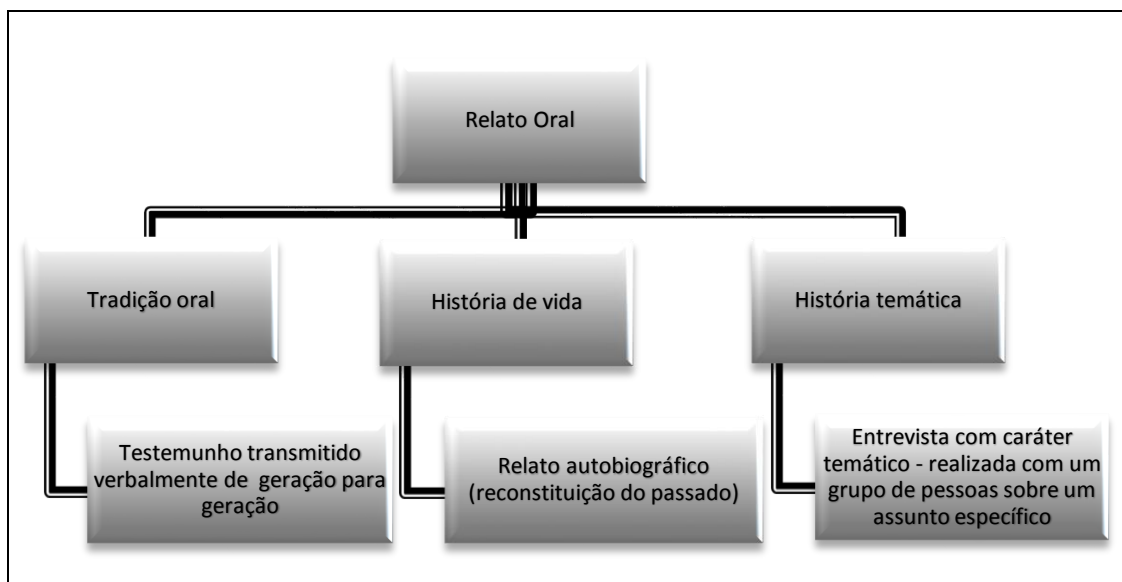 Relato Oral
Tradição oral
História de vida
História temática
Testemunho transmitido
verbalmente de geração para
geração
Relato autobiográfico
(reconstituição do passado)
Entrevista com caráter
temático - realizada com um
grupo de pessoas sobre um
assunto específico